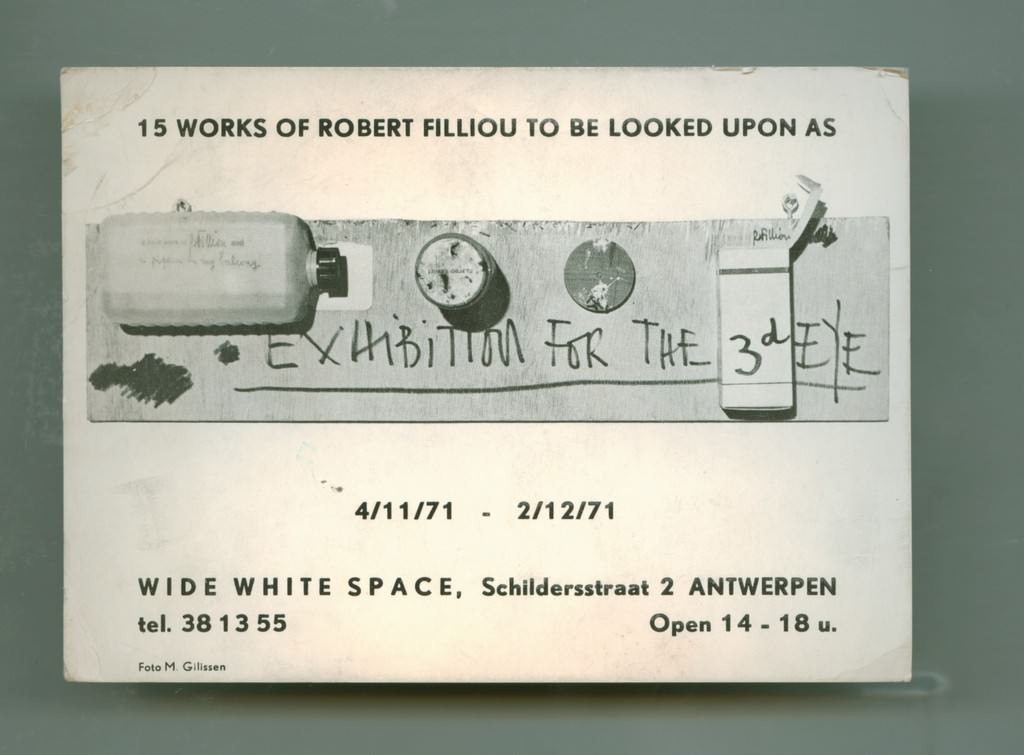 15 WORKS OF ROBERT FILLIOU TO BE LOOKED UPON AS
RFilliou
EXHIBITION FOR THE 3d EYE
4/11/71 - 2/12/71
WIDE WHITE SPACE, Schildersstraat 2 ANTWERPEN
tel. 38 13 55 Open 14 - 18 u.
Foto M. Gilissen